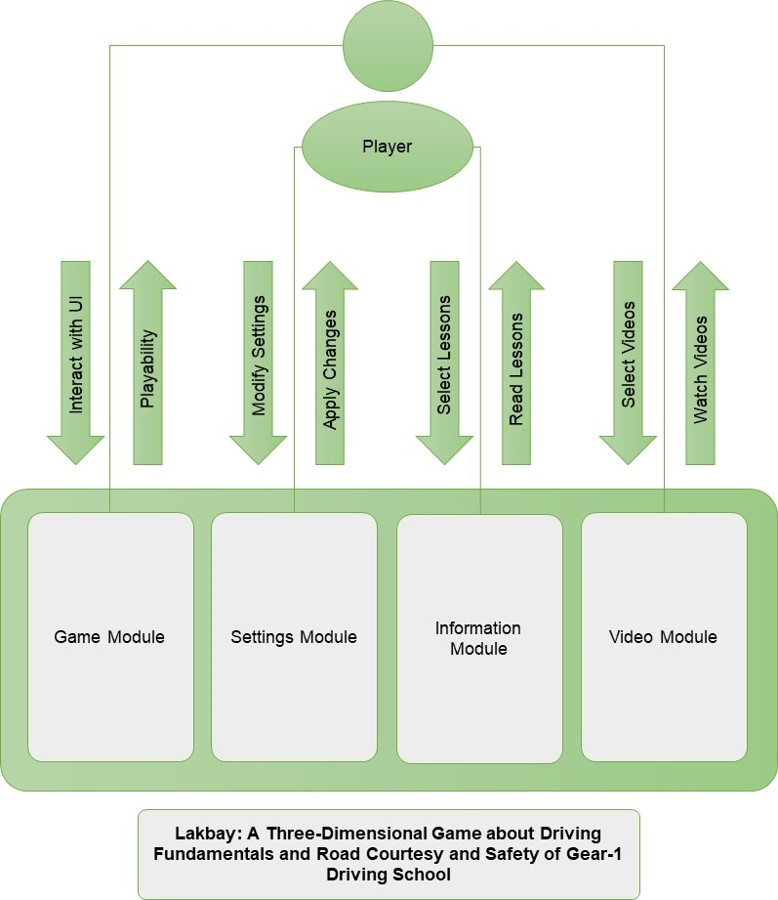 Player
Interact with UI
Playability
Modify Settings
Apply Changes
Select Lessons
Read Lessons
Select Videos
Watch Videos
Game Module
Settings Module
Information
Module
Video Module
Lakbay: A Three-Dimensional Game about Driving
Fundamentals and Road Courtesy and Safety of Gear-1
Driving School